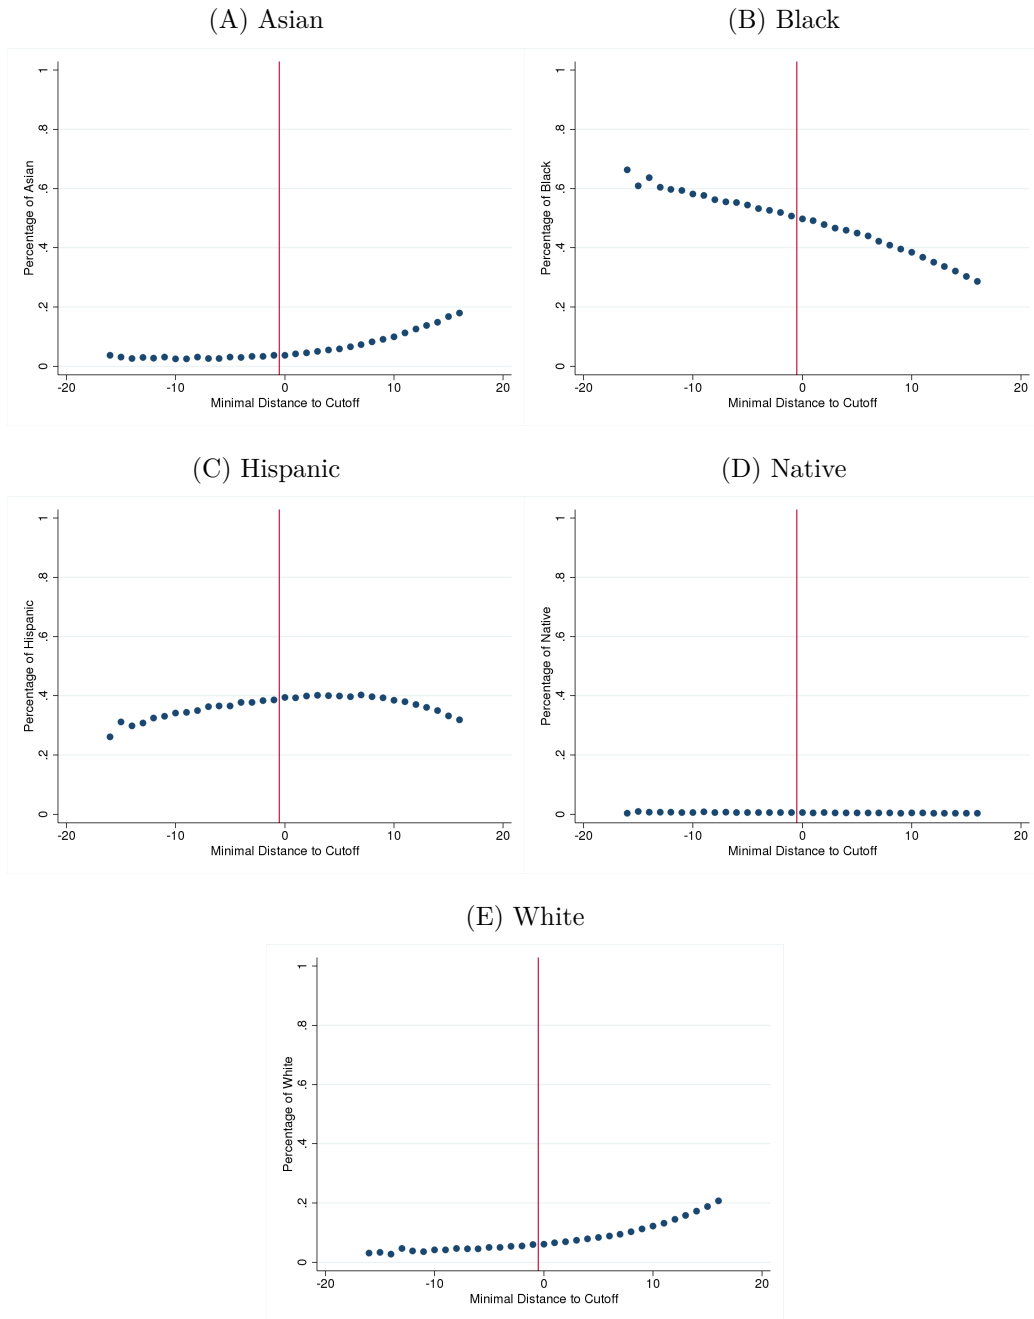 (A) Asian
Percentage of Asian
0 .2 .4 .6 .8 1
-20 -10 0 10 20
Minimal Distance to Cutoff
(B) Black
Percentage of Black
0 .2 .4 .6 .8 1
-20 -10 0 10 20
Minimal Distance to Cutoff
(C) Hispanic
Percentage of Hispanic
0 .2 .4 .6 .8 1
-20 -10 0 10 20
Minimal Distance to Cutoff
(D) Native
Percentage of Native
0 .2 .4 .6 .8 1
-20 -10 0 10 20
Minimal Distance to Cutoff
(E) White
Percentage of White
0 .2 .4 .6 .8 1
-20 -10 0 10 20
Minimal Distance to Cutoff